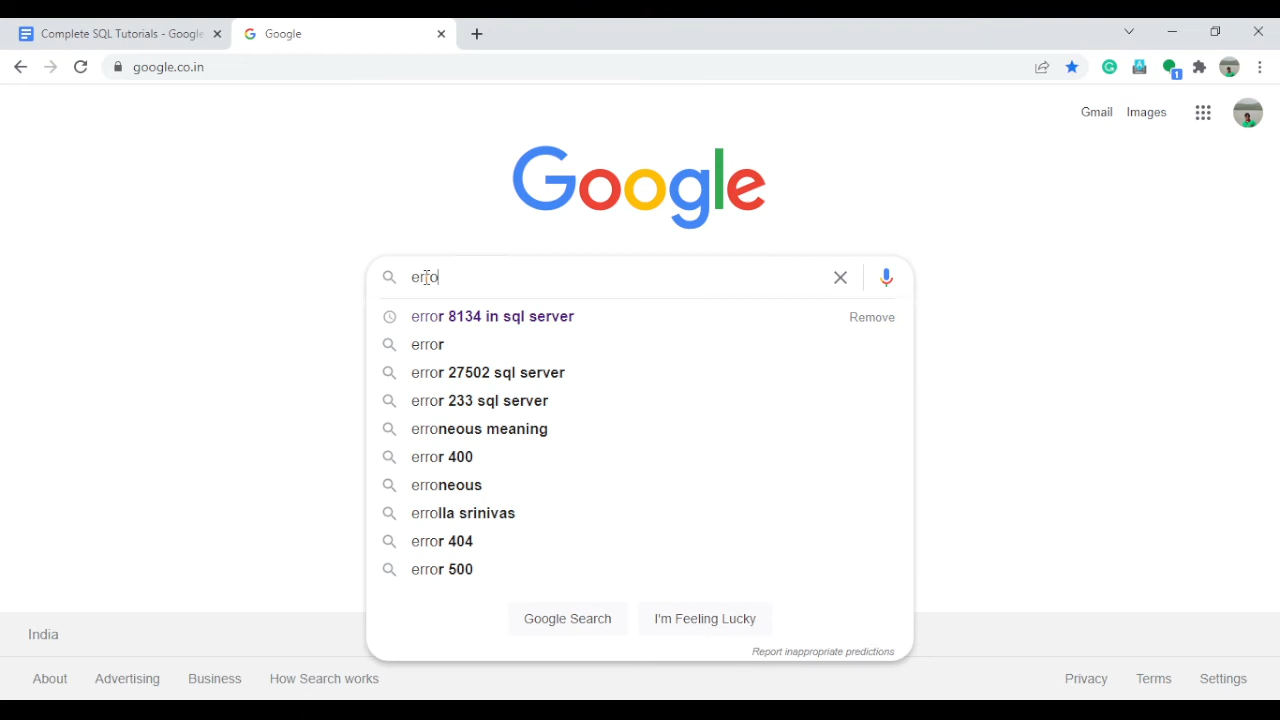 Complete SQL Tutorials - Google
Google
google.co.in
1
Gmail Images
Google
erro
error 8134 in sql server Remove
error
error 27502 sql server
error 233 sql server
erroneous meaning
error 400
erroneous
errolla srinivas
error 404
error 500
Google Search I'm Feeling Lucky
Report inappropriate predictions
India
About Advertising Business How Search works Privacy Terms Settings